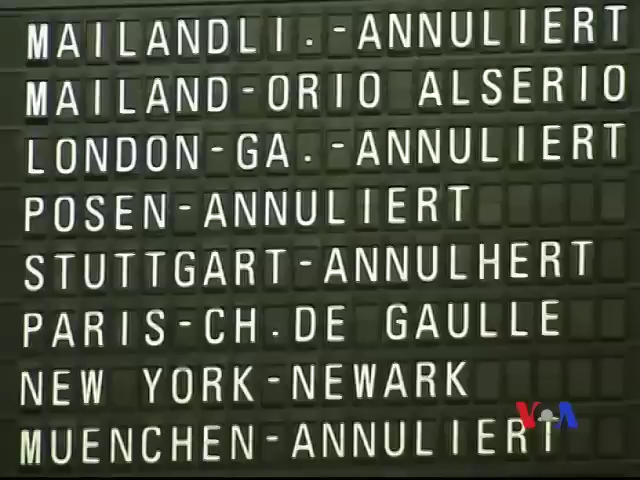 MAILANDLI.-ANNULIERT
MAILAND-ORIO ALSERIO
LONDON-GA.-ANNULIERT
POSEN-ANNULIERT
STUTTGART-ANNULHERT
PARIS-CH.DE GAULLE
NEW YORK-NEWARK
MUENCHEN-ANNULIERT
VOA